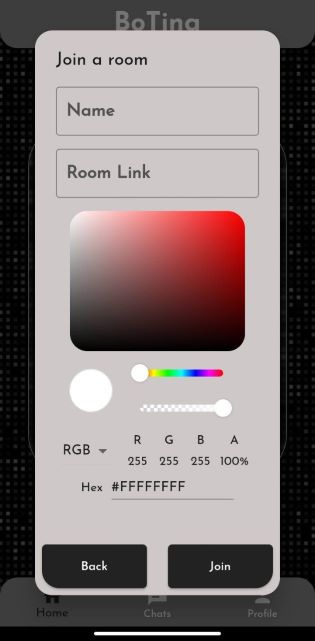 BoTing
Join a room
Name
Room Link
RGB
R G B A
255 255 255 100%
Hex #FFFFFFFF
Back Join
Home Chats Profile